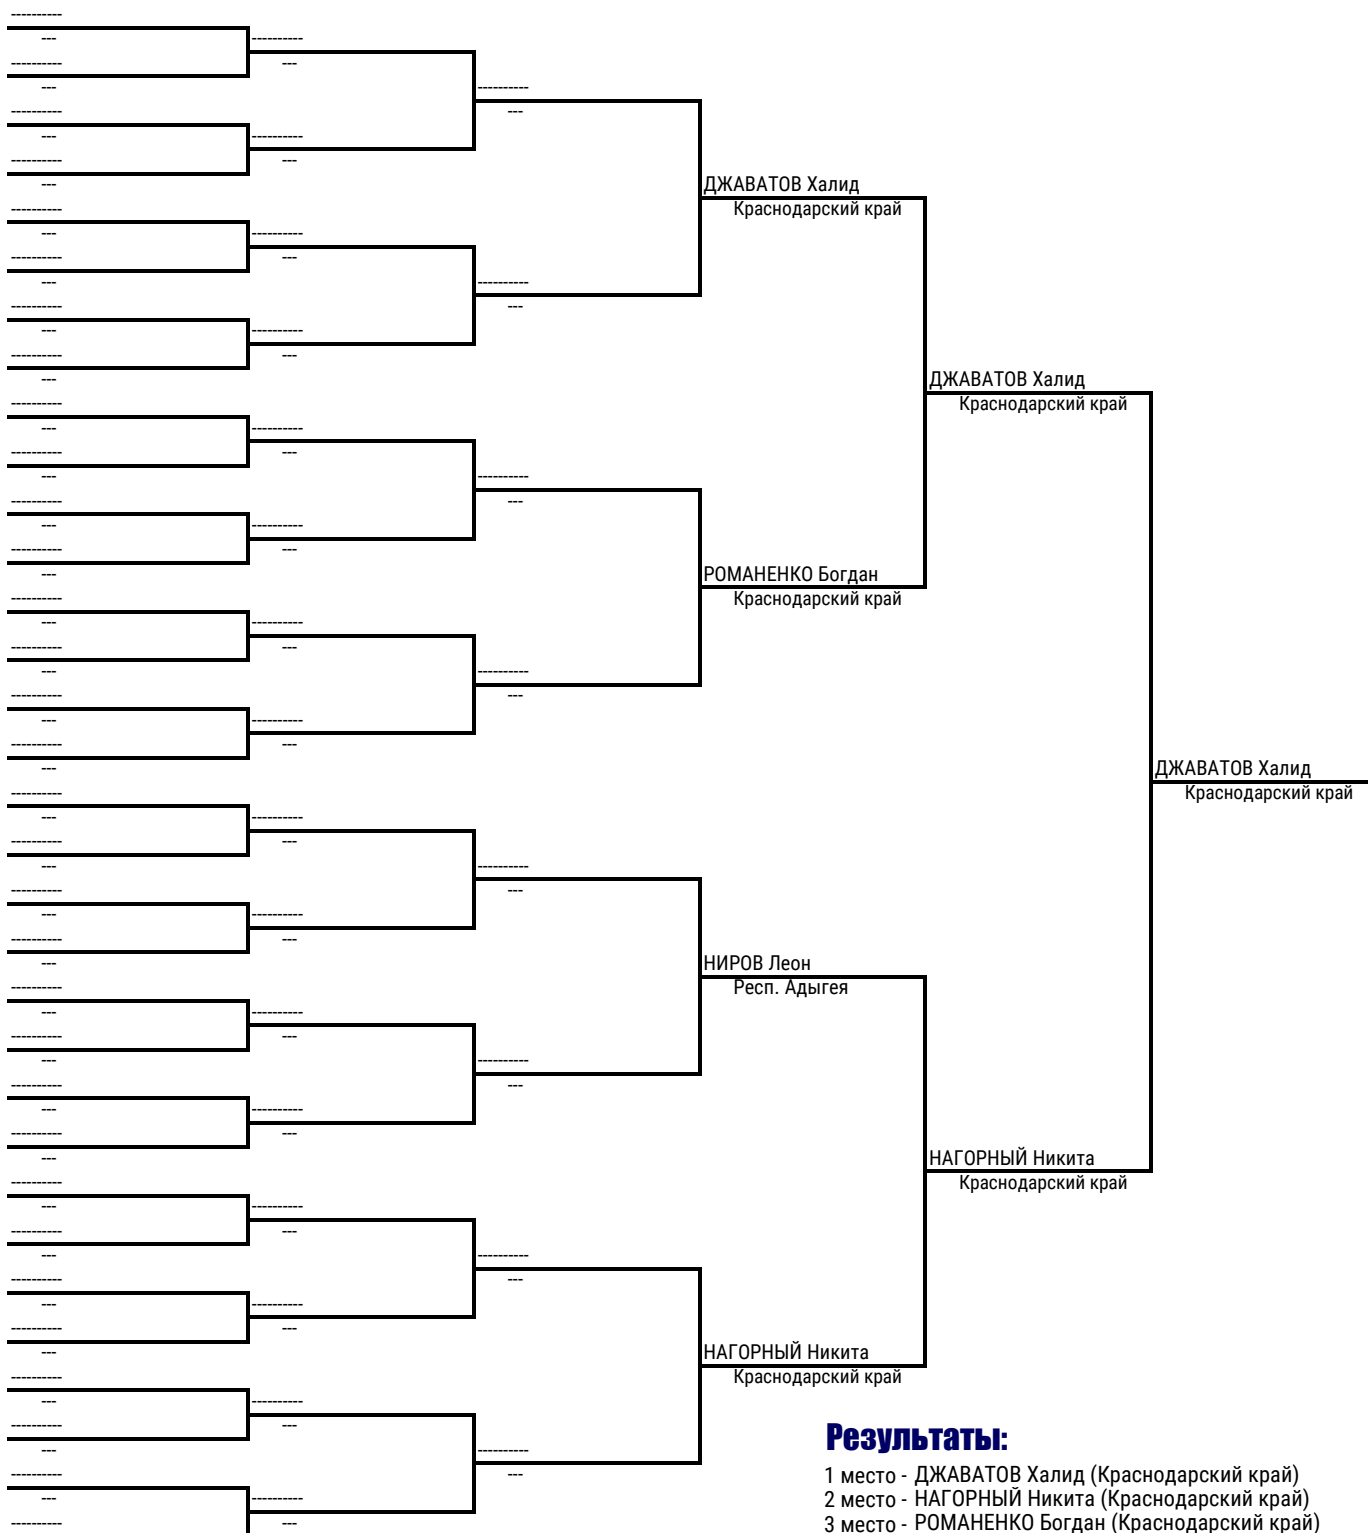 ДЖАВАТОВ Халид
Краснодарский край
ДЖАВАТОВ Халид
Краснодарский край
РОМАНЕНКО Богдан
Краснодарский край
ДЖАВАТОВ Халид
Краснодарский край
НИРОВ Леон
Респ. Адыгея
НАГОРНЫЙ Никита
Краснодарский край
НАГОРНЫЙ Никита
Краснодарский край
Результаты:
1 место - ДЖАВАТОВ Халид (Краснодарский край)
2 место - НАГОРНЫЙ Никита (Краснодарский край)
3 место - РОМАНЕНКО Богдан (Краснодарский край)